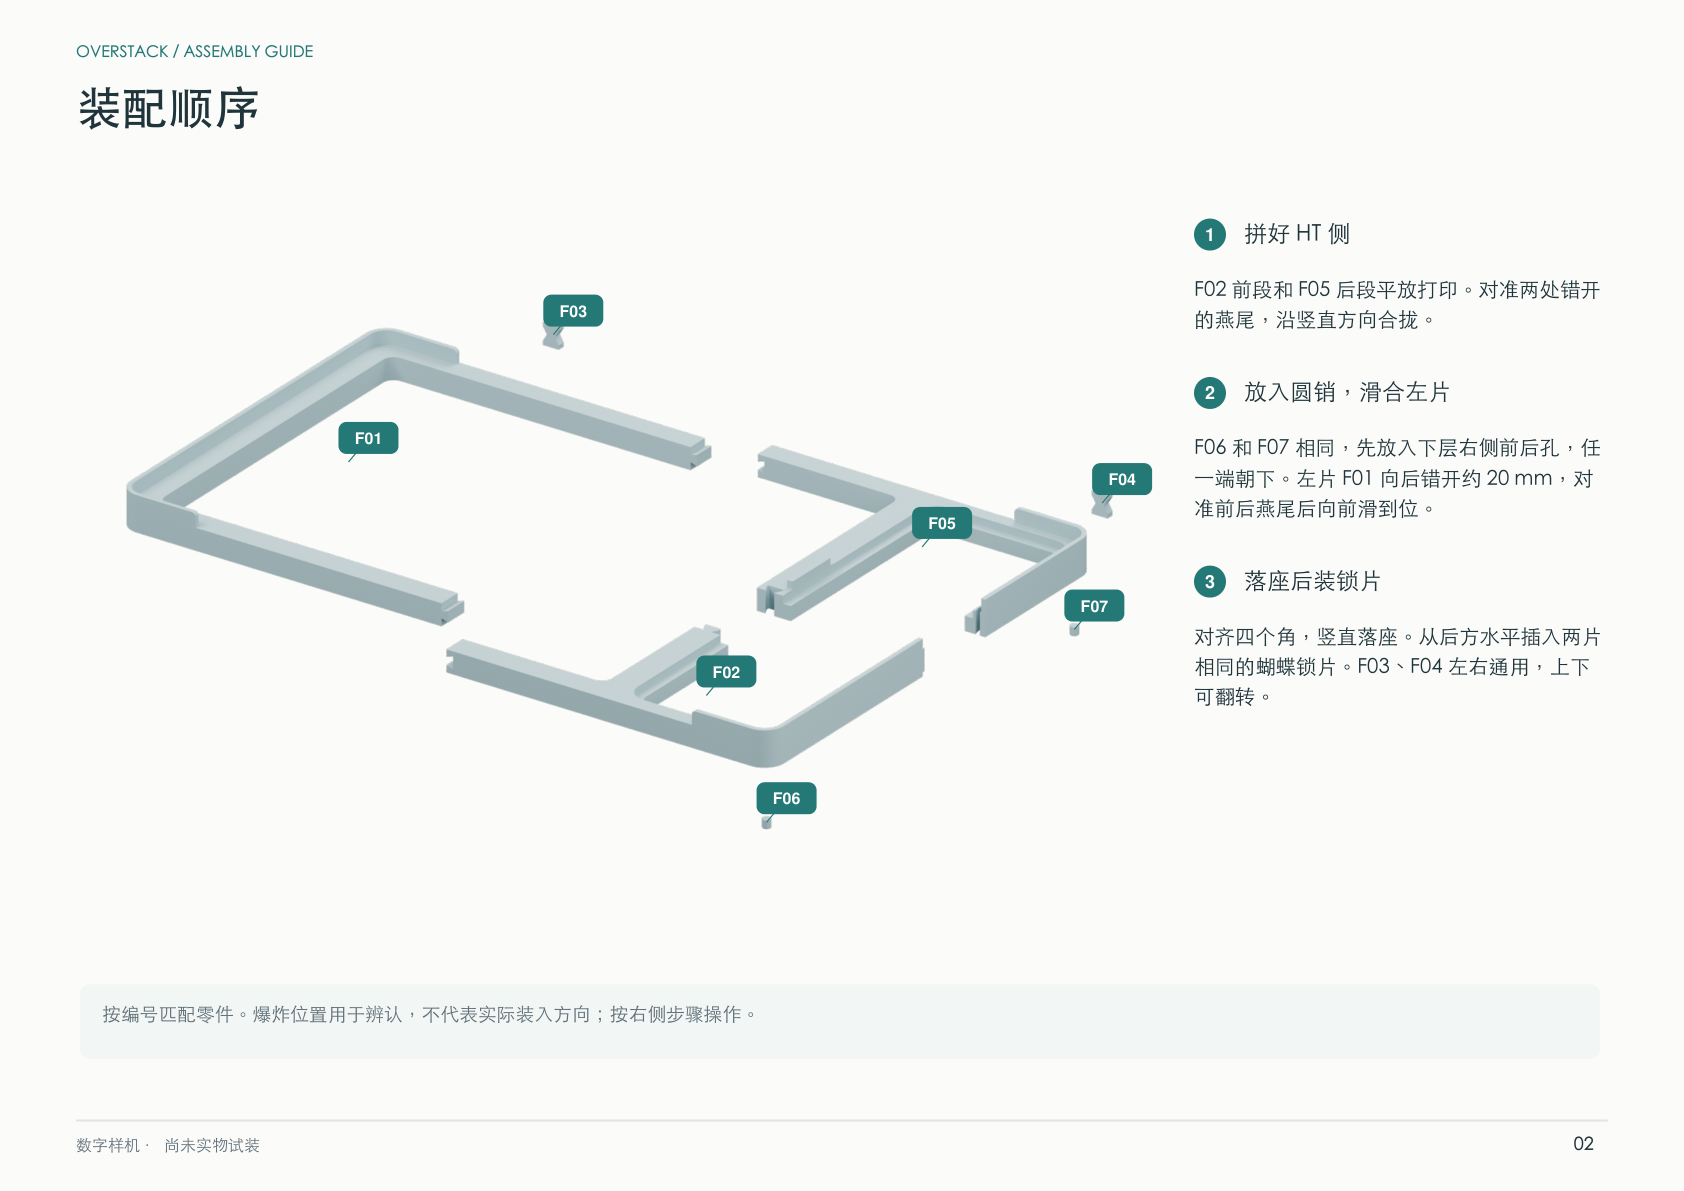 OVERSTACK / ASSEMBLY GUIDE
装配顺序
F03
F01
F04
F05
F07
F02
F06
1 拼好 HT 侧
F02 前段和 F05 后段平放打印。对准两处错开
的燕尾，沿竖直方向合拢。
2 放入圆销，滑合左片
F06 和 F07 相同，先放入下层右侧前后孔，任
一端朝下。左片 F01 向后错开约 20 mm，对
准前后燕尾后向前滑到位。
3 落座后装锁片
对齐四个角，竖直落座。从后方水平插入两片
相同的蝴蝶锁片。F03、F04 左右通用，上下
可翻转。
按编号匹配零件。爆炸位置用于辨认，不代表实际装入方向；按右侧步骤操作。
数字样机 · 尚未实物试装
02